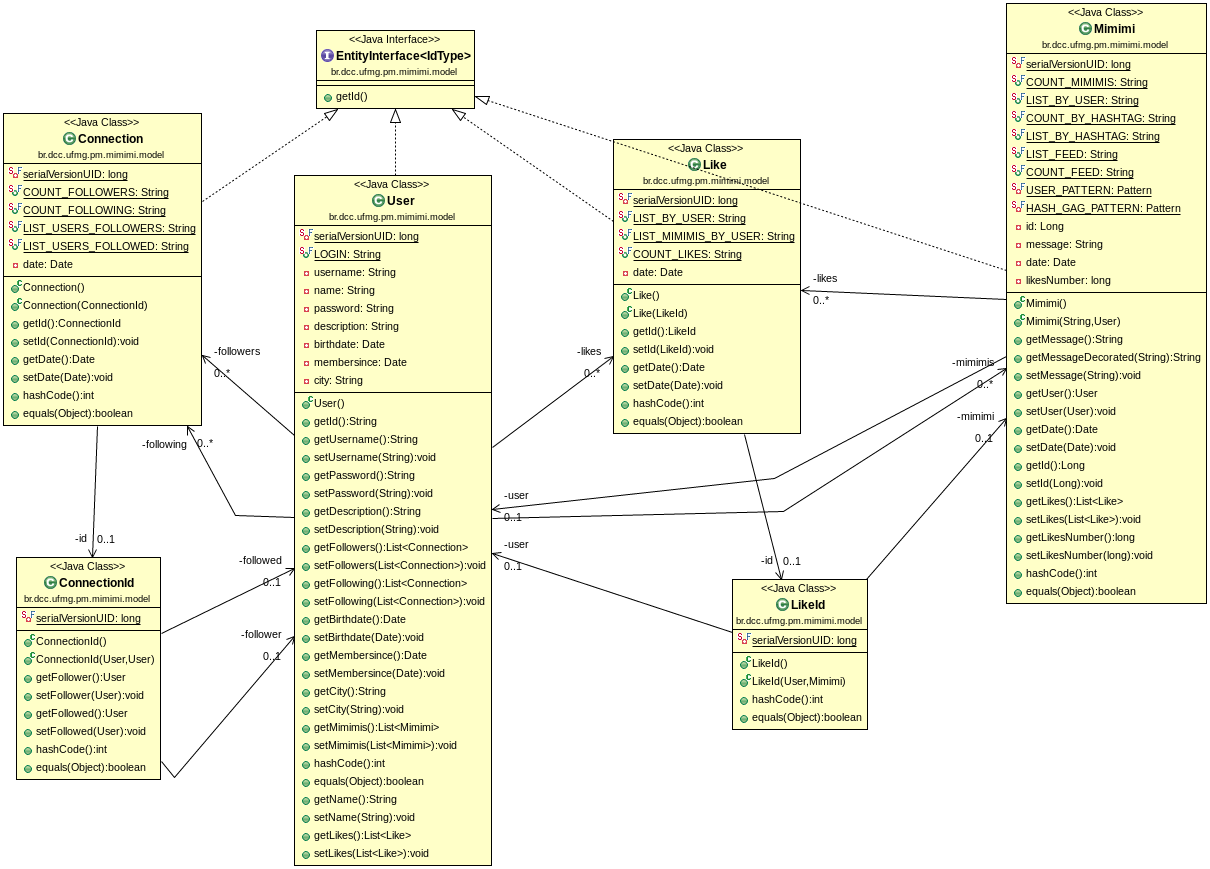 <<Java Interface>>
EntityInterface<IdType>
br.dcc.ufmg.pm.mimimi.model
getId()
<<Java Class>>
Connection
br.dcc.ufmg.pm.mimimi.model
serialVersionUID: long
COUNT_FOLLOWERS: String
COUNT_FOLLOWING: String
LIST_USERS_FOLLOWERS: String
LIST_USERS_FOLLOWED: String
date: Date
Connection()
Connection(ConnectionId)
getId():ConnectionId
setId(ConnectionId):void
getDate():Date
setDate(Date):void
hashCode():int
equals(Object):boolean
<<Java Class>>
User
br.dcc.ufmg.pm.mimimi.model
serialVersionUID: long
LOGIN: String
username: String
name: String
password: String
description: String
birthdate: Date
membersince: Date
city: String
User()
getId():String
getUsername():String
setUsername(String):void
getPassword():String
setPassword(String):void
getDescription():String
setDescription(String):void
getFollowers():List<Connection>
setFollowers(List<Connection>):void
getFollowing():List<Connection>
setFollowing(List<Connection>):void
getBirthdate():Date
setBirthdate(Date):void
getMembersince():Date
setMembersince(Date):void
getCity():String
setCity(String):void
getMimimis():List<Mimimi>
setMimimis(List<Mimimi>):void
hashCode():int
equals(Object):boolean
getName():String
setName(String):void
getLikes():List<Like>
setLikes(List<Like>):void
<<Java Class>>
Like
br.dcc.ufmg.pm.mimimi.model
serialVersionUID: long
LIST_BY_USER: String
LIST_MIMIMIS_BY_USER: String
COUNT_LIKES: String
date: Date
Like()
Like(LikeId)
getId():LikeId
setId(LikeId):void
getDate():Date
setDate(Date):void
hashCode():int
equals(Object):boolean
<<Java Class>>
Mimimi
br.dcc.ufmg.pm.mimimi.model
serialVersionUID: long
COUNT_MIMIMIS: String
LIST_BY_USER: String
COUNT_BY_HASHTAG: String
LIST_BY_HASHTAG: String
LIST_FEED: String
COUNT_FEED: String
USER_PATTERN: Pattern
HASH_GAG_PATTERN: Pattern
id: Long
message: String
date: Date
likesNumber: long
Mimimi()
Mimimi(String,User)
getMessage():String
getMessageDecorated(String):String
setMessage(String):void
getUser():User
setUser(User):void
getDate():Date
setDate(Date):void
getId():Long
setId(Long):void
getLikes():List<Like>
setLikes(List<Like>):void
getLikesNumber():long
setLikesNumber(long):void
hashCode():int
equals(Object):boolean
<<Java Class>>
ConnectionId
br.dcc.ufmg.pm.mimimi.model
serialVersionUID: long
ConnectionId()
ConnectionId(User,User)
getFollower():User
setFollower(User):void
getFollowed():User
setFollowed(User):void
hashCode():int
equals(Object):boolean
<<Java Class>>
LikeId
br.dcc.ufmg.pm.mimimi.model
serialVersionUID: long
LikeId()
LikeId(User,Mimimi)
hashCode():int
equals(Object):boolean
-followers
0..*
-following
0..*
-id
0..1
-followed
0..1
-follower
0..1
-likes
0..*
-likes
0..*
-mimimis
0..*
-mimimi
0..1
-user
0..1
-user
0..1
-id
0..1